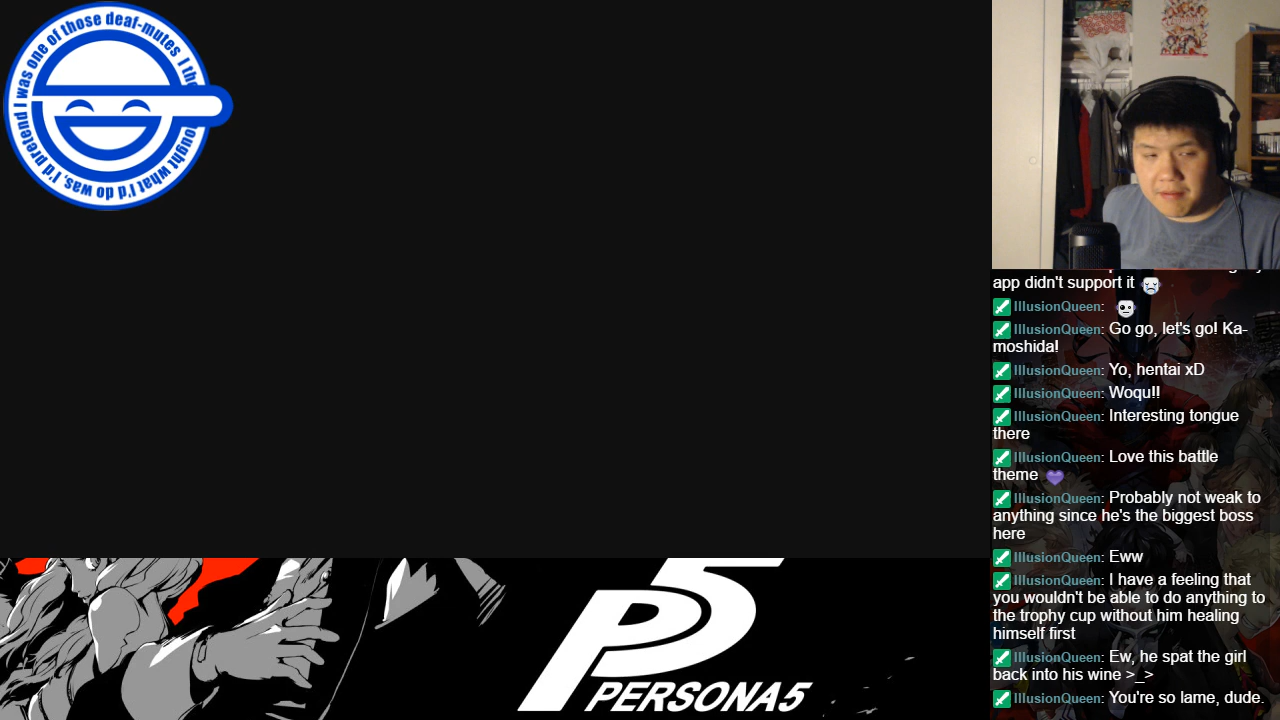 I thought what I'd do was, I'd pretend I was one of those deaf-mutes
app didn't support it
IllusionQueen:
IllusionQueen: Go go, let's go! Ka-
moshida!
IllusionQueen: Yo, hentai xD
IllusionQueen: Woqu!!
IllusionQueen: Interesting tongue
there
IllusionQueen: Love this battle
theme
IllusionQueen: Probably not weak to
anything since he's the biggest boss
here
IllusionQueen: Eww
IllusionQueen: I have a feeling that
you wouldn't be able to do anything to
the trophy cup without him healing
himself first
IllusionQueen: Ew, he spat the girl
back into his wine >_>
IllusionQueen: You're so lame, dude.
P5
PERSONA5